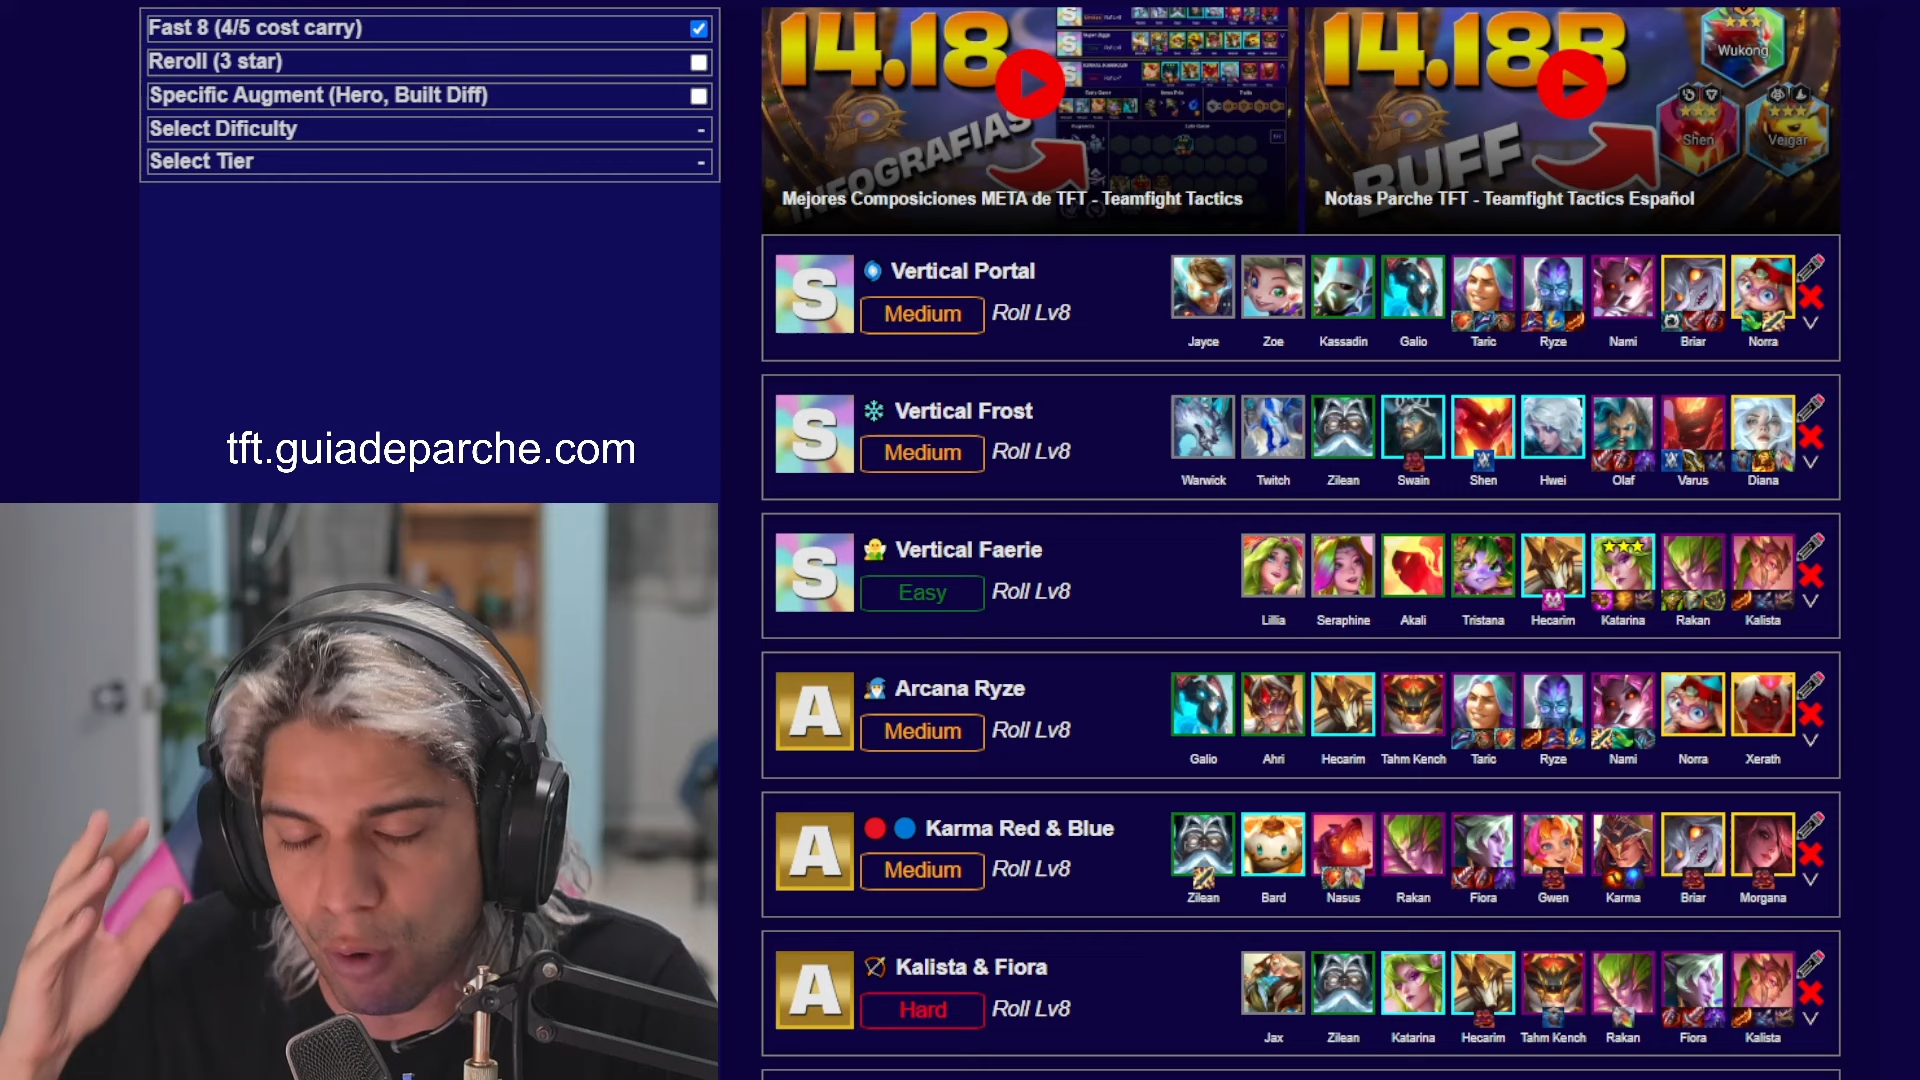 Fast 8 (4/5 cost carry)
Reroll (3 star)
Specific Augment (Hero, Built Diff)
Select Dificulty -
Select Tier -
tft.guiadeparche.com
14.18
INFOGRAFIAS
Mejores Composiciones META de TFT - Teamfight Tactics
14.18B
BUFF
Wukong
Shen
Veigar
Notas Parche TFT - Teamfight Tactics Español
S
Vertical Portal
Medium Roll Lv8
Jayce Zoe Kassadin Galio Taric Ryze Nami Briar Norra
S
Vertical Frost
Medium Roll Lv8
Warwick Twitch Zilean Swain Shen Hwei Olaf Varus Diana
S
Vertical Faerie
Easy Roll Lv8
Lillia Seraphine Akali Tristana Hecarim Katarina Rakan Kalista
A
Arcana Ryze
Medium Roll Lv8
Galio Ahri Hecarim Tahm Kench Taric Ryze Nami Norra Xerath
A
Karma Red & Blue
Medium Roll Lv8
Zilean Bard Nasus Rakan Fiora Gwen Karma Briar Morgana
A
Kalista & Fiora
Hard Roll Lv8
Jax Zilean Katarina Hecarim Tahm Kench Rakan Fiora Kalista